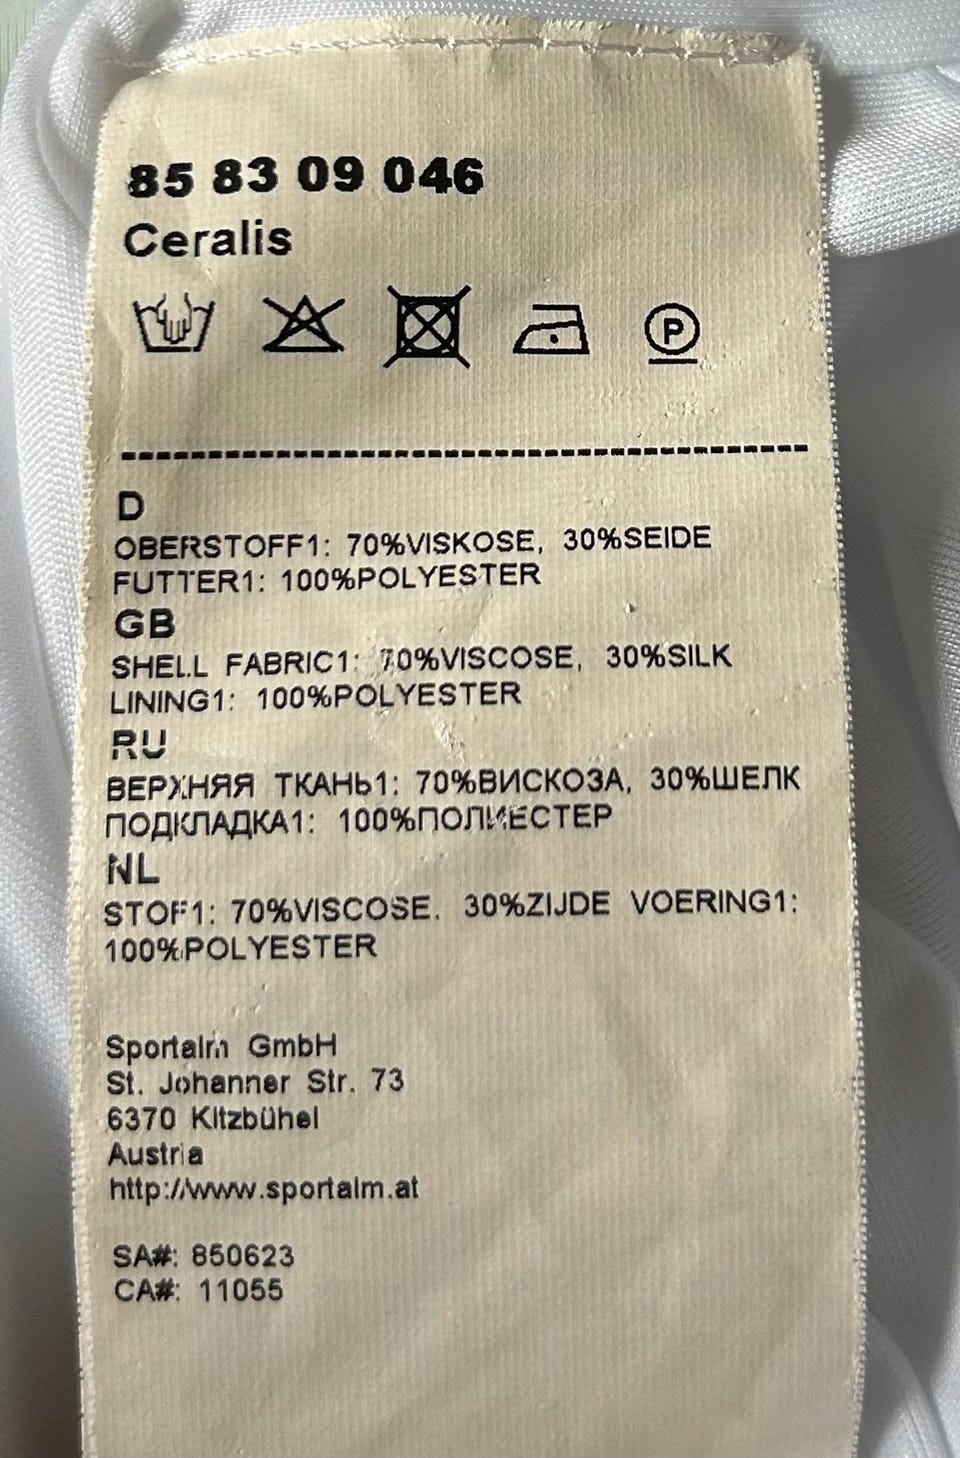 85 83 09 046
Ceralis
P
D
OBERSTOFF1: 70%VISKOSE, 30%SEIDE
FUTTER1: 100%POLYESTER
GB
SHELL FABRIC1: 70%VISCOSE, 30%SILK
LINING1: 100%POLYESTER
RU
ВЕРХНЯЯ ТКАНЬ1: 70%ВИСКОЗА, 30%ШЕЛК
ПОДКЛАДКА1: 100%ПОЛИЕСТЕР
NL
STOF1: 70%VISCOSE. 30%ZIJDE VOERING1:
100%POLYESTER
Sportalm GmbH
St. Johanner Str. 73
6370 Kitzbühel
Austria
http://www.sportalm.at
SA#: 850623
CA#: 11055